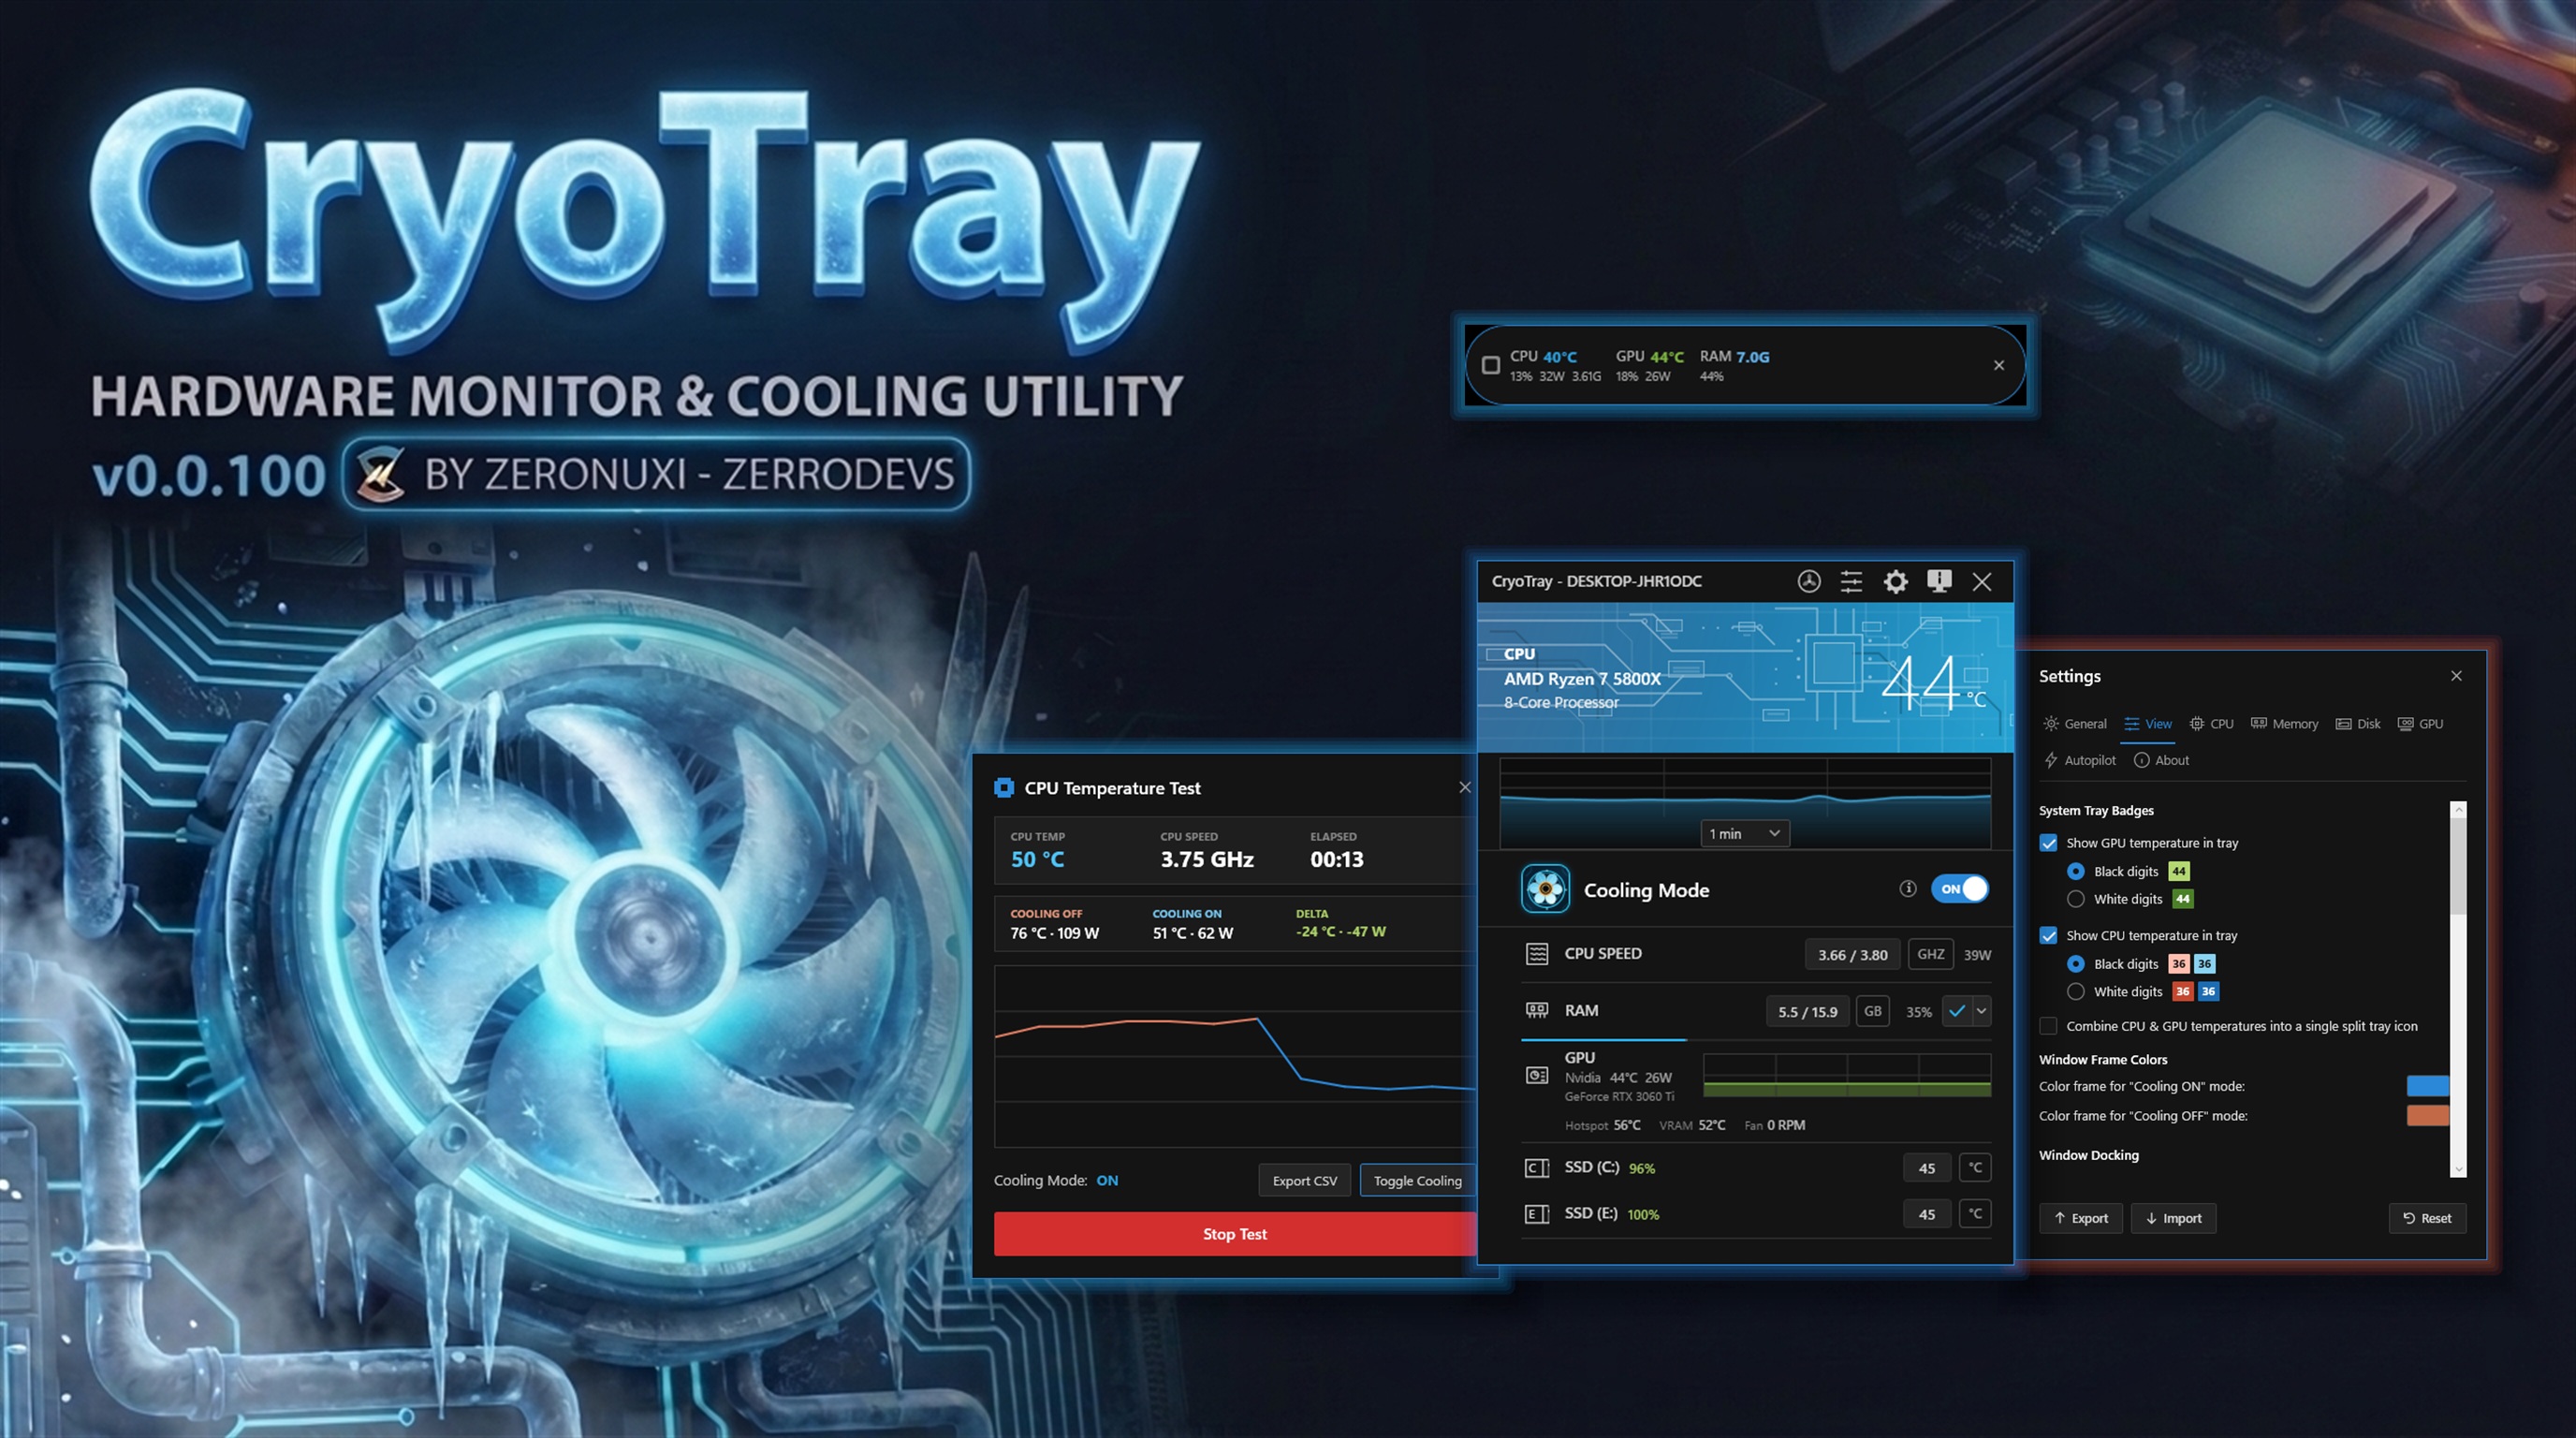 CryoTray
HARDWARE MONITOR & COOLING UTILITY
v0.0.100 BY ZERONUXI - ZERRODEVS
CPU 40°C GPU 44°C RAM 7.0G
13% 32W 3.61G 18% 26W 44%
CPU Temperature Test
CPU TEMP CPU SPEED ELAPSED
50 °C 3.75 GHz 00:13
COOLING OFF COOLING ON DELTA
76 °C · 109 W 51 °C · 62 W -24 °C · -47 W
Cooling Mode: ON Export CSV Toggle Cooling
Stop Test
CryoTray - DESKTOP-JHR1ODC
CPU
AMD Ryzen 7 5800X
8-Core Processor
44 °C
1 min
Cooling Mode ON
CPU SPEED 3.66 / 3.80 GHZ 39W
RAM 5.5 / 15.9 GB 35%
GPU
Nvidia 44°C 26W
GeForce RTX 3060 Ti
Hotspot 56°C VRAM 52°C Fan 0 RPM
C SSD (C:) 96% 45 °C
E SSD (E:) 100% 45 °C
Settings
General View CPU Memory Disk GPU
Autopilot About
System Tray Badges
Show GPU temperature in tray
Black digits 44
White digits 44
Show CPU temperature in tray
Black digits 36 36
White digits 36 36
Combine CPU & GPU temperatures into a single split tray icon
Window Frame Colors
Color frame for "Cooling ON" mode:
Color frame for "Cooling OFF" mode:
Window Docking
Export Import Reset